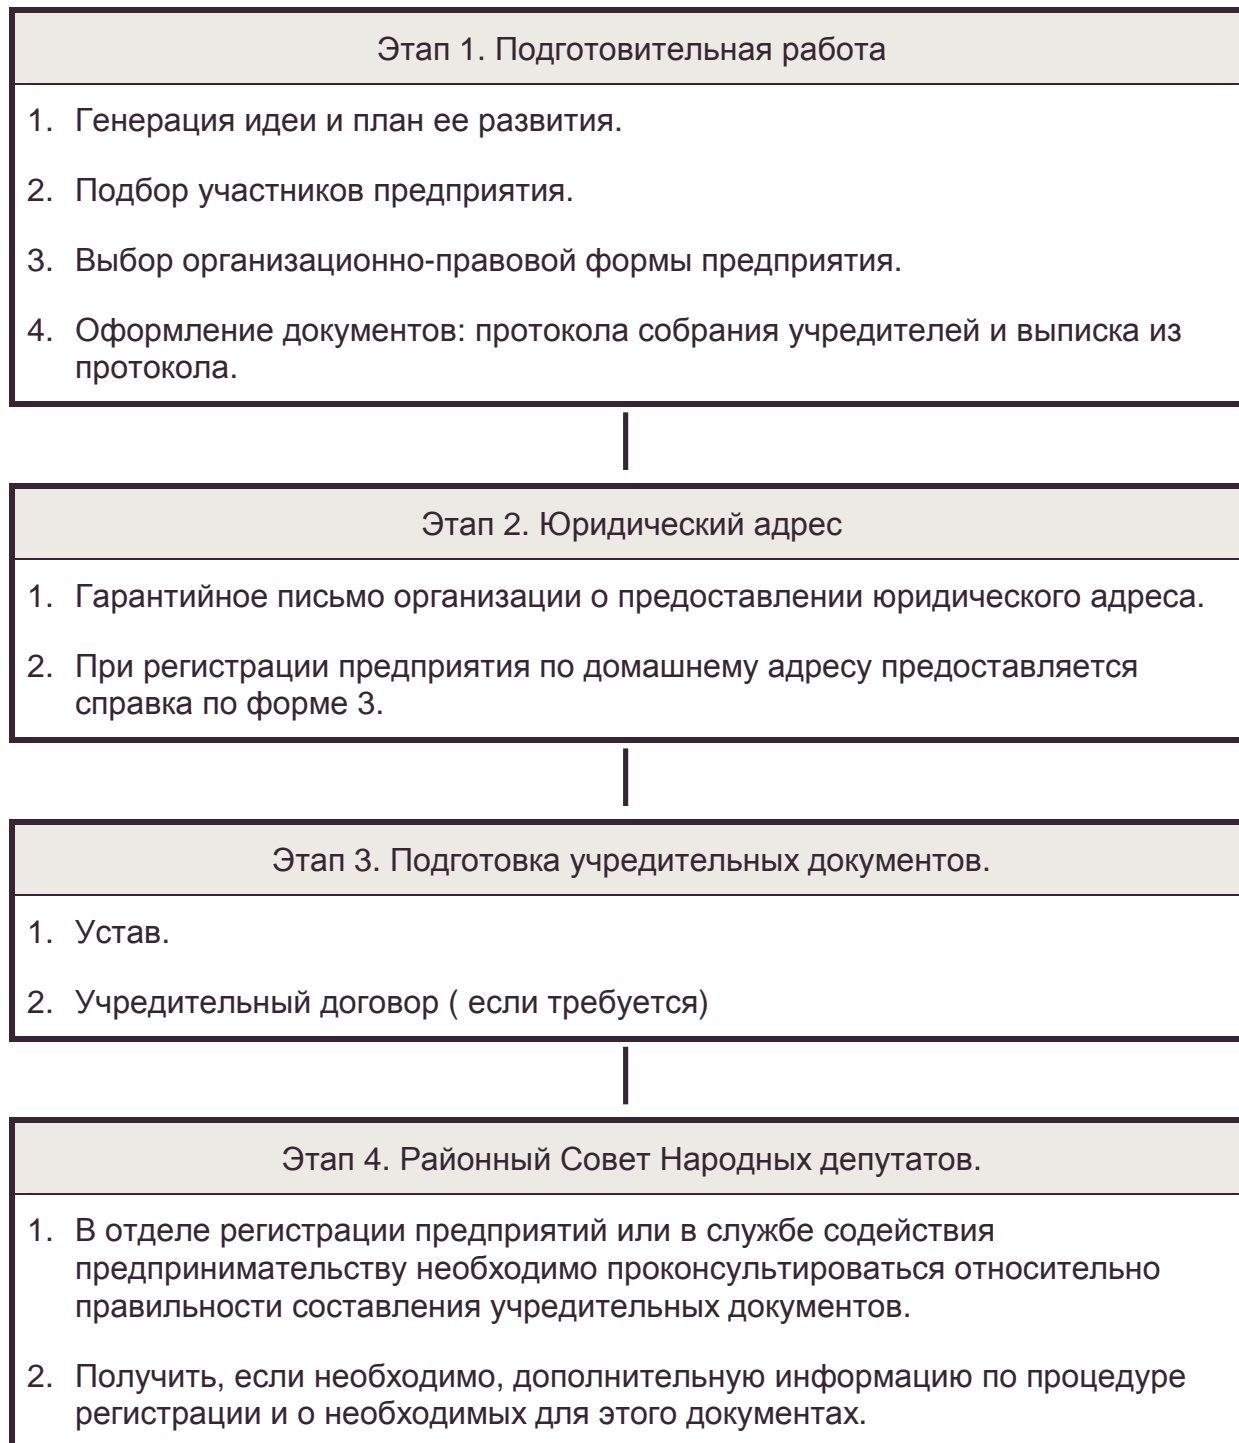 Этап 1. Подготовительная работа
1. Генерация идеи и план ее развития.
2. Подбор участников предприятия.
3. Выбор организационно-правовой формы предприятия.
4. Оформление документов: протокола собрания учредителей и выписка из
протокола.
Этап 2. Юридический адрес
1. Гарантийное письмо организации о предоставлении юридического адреса.
2. При регистрации предприятия по домашнему адресу предоставляется
справка по форме 3.
Этап 3. Подготовка учредительных документов.
1. Устав.
2. Учредительный договор ( если требуется)
Этап 4. Районный Совет Народных депутатов.
1. В отделе регистрации предприятий или в службе содействия
предпринимательству необходимо проконсультироваться относительно
правильности составления учредительных документов.
2. Получить, если необходимо, дополнительную информацию по процедуре
регистрации и о необходимых для этого документах.